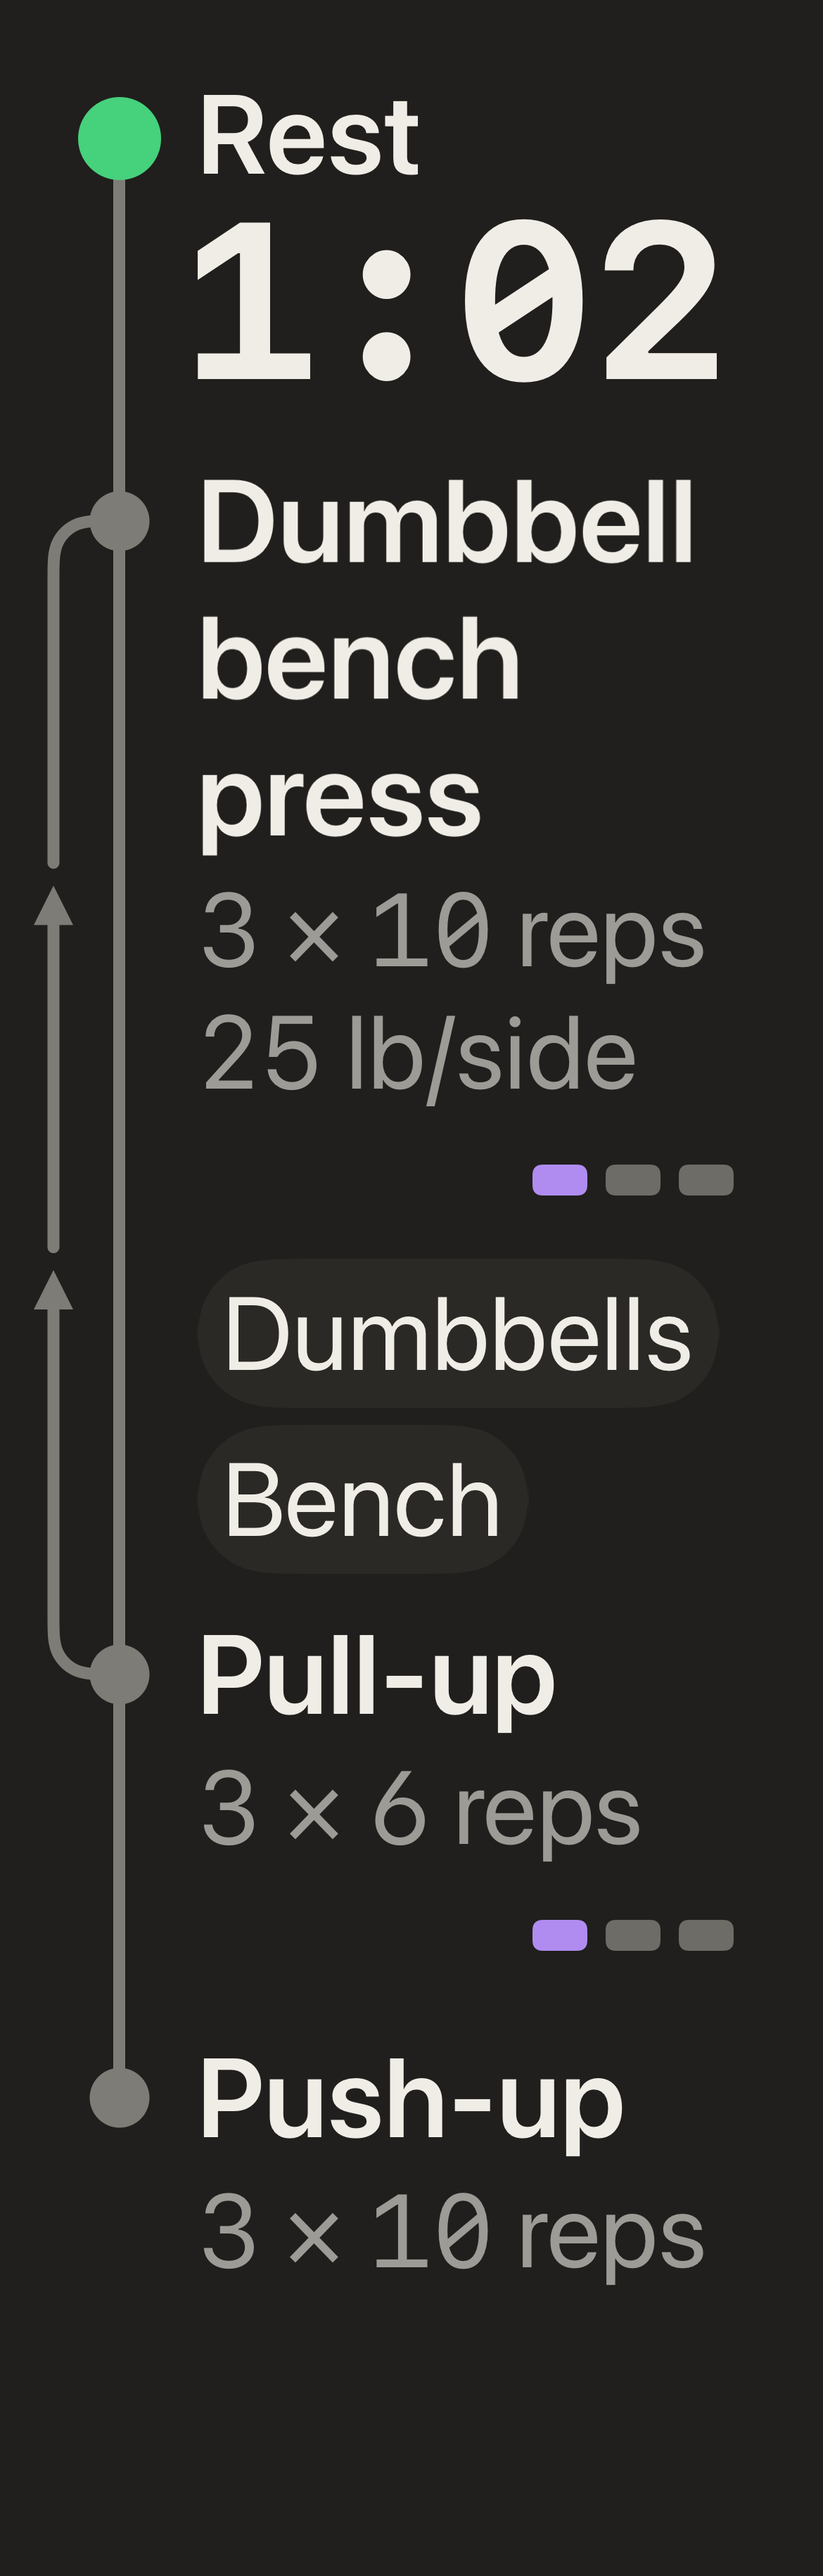 Rest
1:02
Dumbbell
bench
press
3 × 10 reps
25 lb/side
Dumbbells
Bench
Pull-up
3 × 6 reps
Push-up
3 × 10 reps